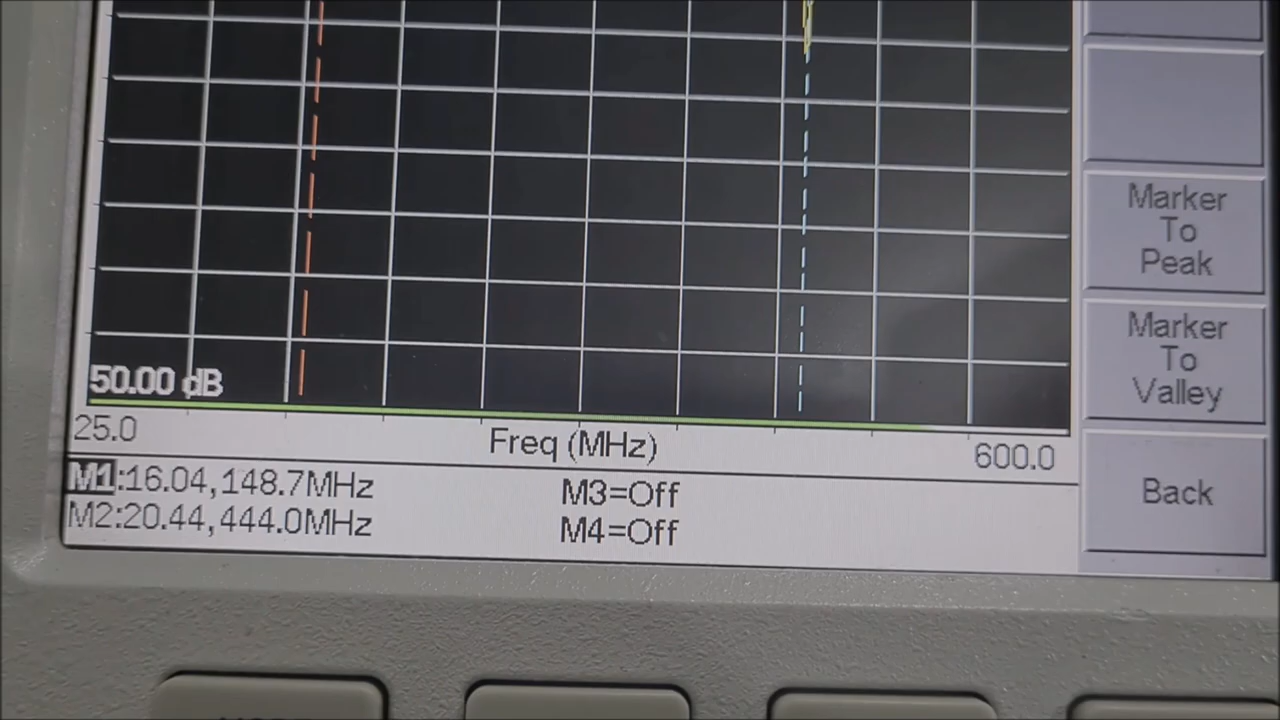 Marker
To
Peak
Marker
To
Valley
50.00 dB
25.0
Freq (MHz)
600.0
M1:16.04,148.7MHz
M3=Off
Back
M2:20.44,444.0MHz
M4=Off